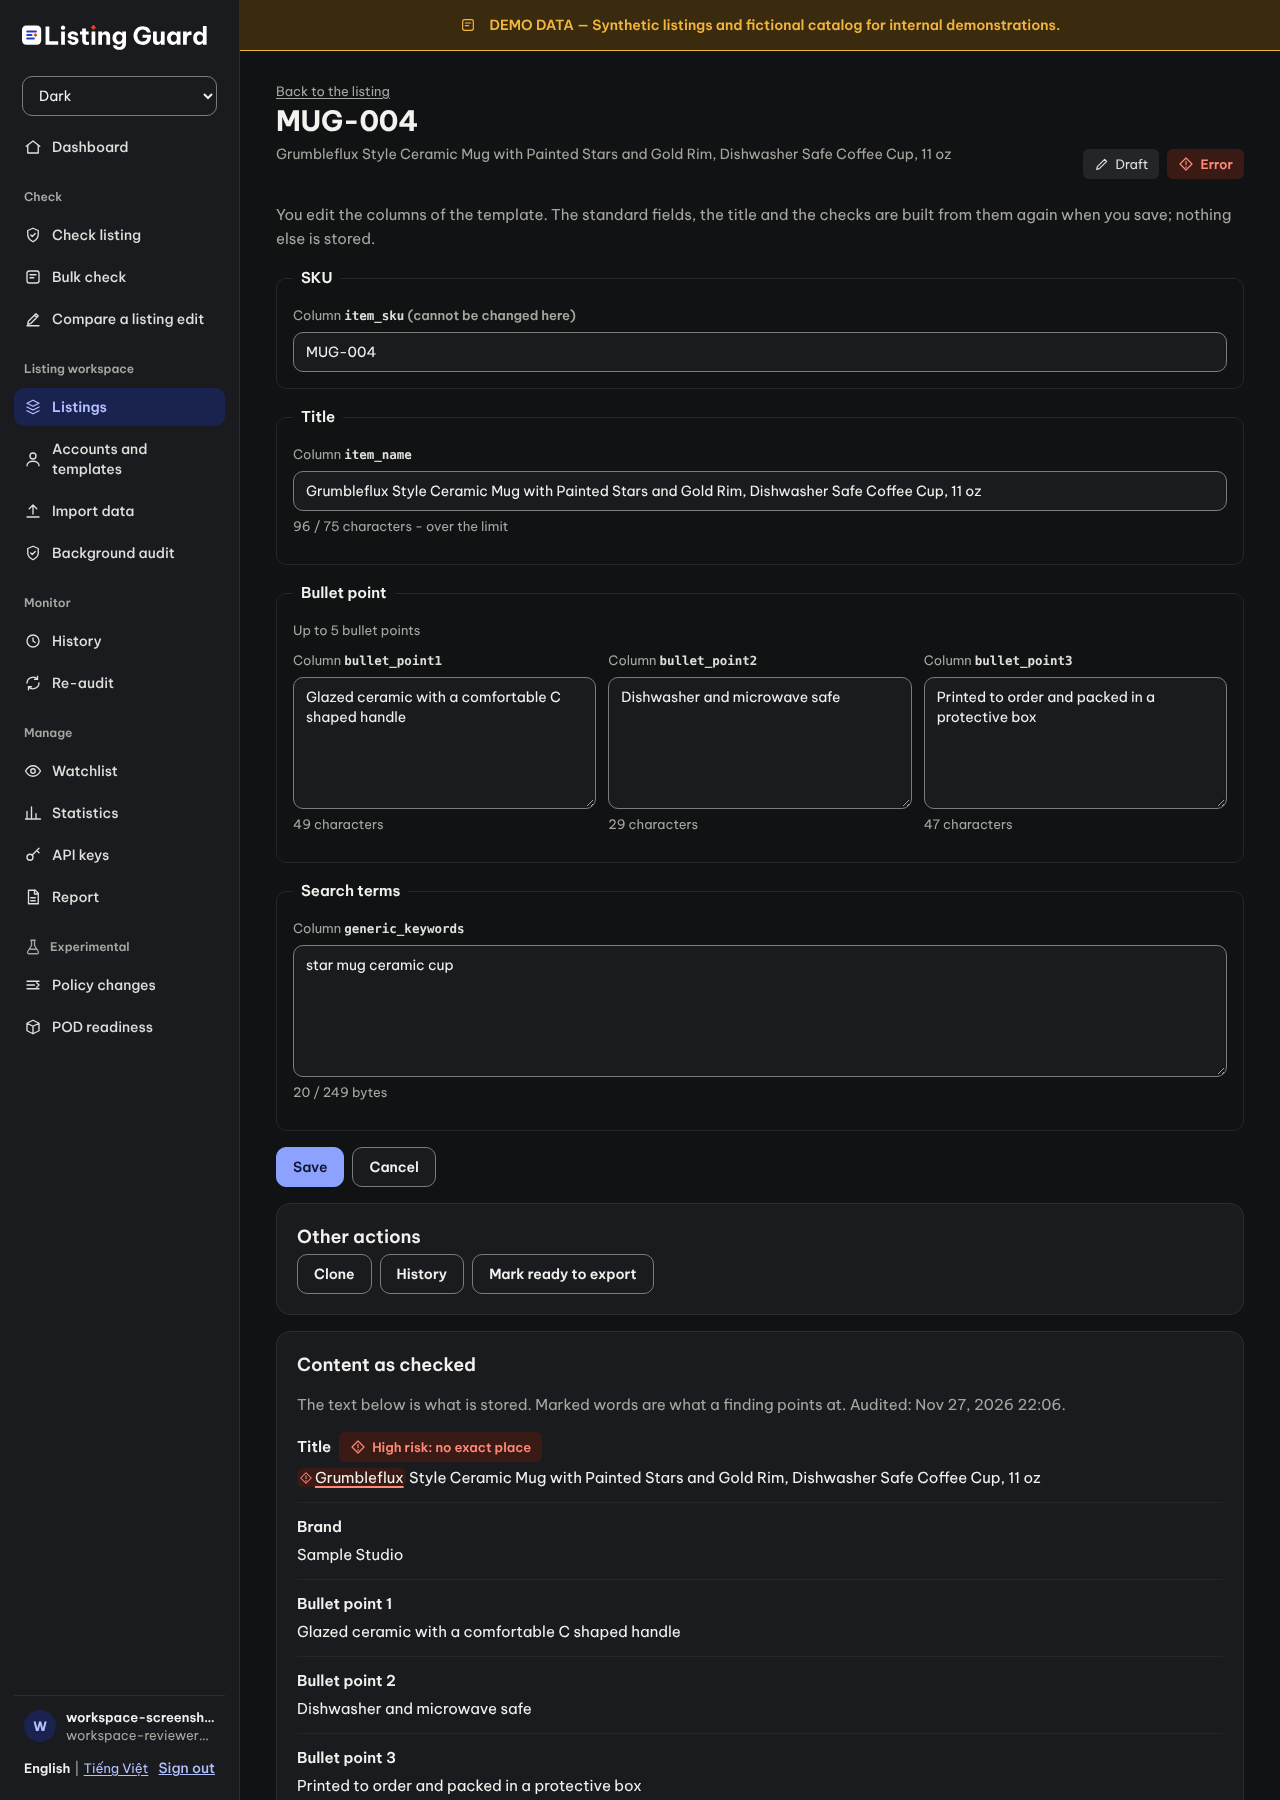 Listing Guard
Dark
Dashboard
Check
Check listing
Bulk check
Compare a listing edit
Listing workspace
Listings
Accounts and
templates
Import data
Background audit
Monitor
History
Re-audit
Manage
Watchlist
Statistics
API keys
Report
Experimental
Policy changes
POD readiness
W
workspace-screensh...
workspace-reviewer...
English | Tiếng Việt Sign out
DEMO DATA — Synthetic listings and fictional catalog for internal demonstrations.
Back to the listing
MUG-004
Grumbleflux Style Ceramic Mug with Painted Stars and Gold Rim, Dishwasher Safe Coffee Cup, 11 oz
Draft
Error
You edit the columns of the template. The standard fields, the title and the checks are built from them again when you save; nothing
else is stored.
SKU
Column item_sku (cannot be changed here)
MUG-004
Title
Column item_name
Grumbleflux Style Ceramic Mug with Painted Stars and Gold Rim, Dishwasher Safe Coffee Cup, 11 oz
96 / 75 characters - over the limit
Bullet point
Up to 5 bullet points
Column bullet_point1
Glazed ceramic with a comfortable C
shaped handle
49 characters
Column bullet_point2
Dishwasher and microwave safe
29 characters
Column bullet_point3
Printed to order and packed in a
protective box
47 characters
Search terms
Column generic_keywords
star mug ceramic cup
20 / 249 bytes
Save
Cancel
Other actions
Clone
History
Mark ready to export
Content as checked
The text below is what is stored. Marked words are what a finding points at. Audited: Nov 27, 2026 22:06.
Title
High risk: no exact place
Grumbleflux Style Ceramic Mug with Painted Stars and Gold Rim, Dishwasher Safe Coffee Cup, 11 oz
Brand
Sample Studio
Bullet point 1
Glazed ceramic with a comfortable C shaped handle
Bullet point 2
Dishwasher and microwave safe
Bullet point 3
Printed to order and packed in a protective box